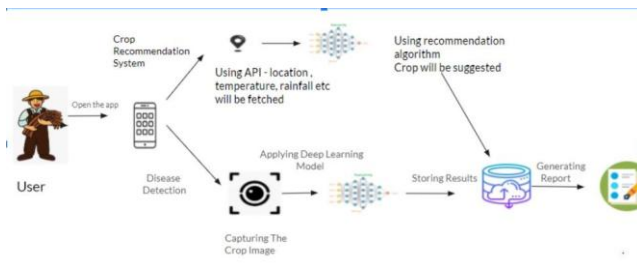 Crop
Recommendation
System
Using API - location ,
temperature, rainfall etc
will be fetched
Using recommendation
algorithm
Crop will be suggested
Open the app
User
Disease
Detection
Applying Deep Learning
Model
Storing Results
Generating
Report
Capturing The
Crop Image